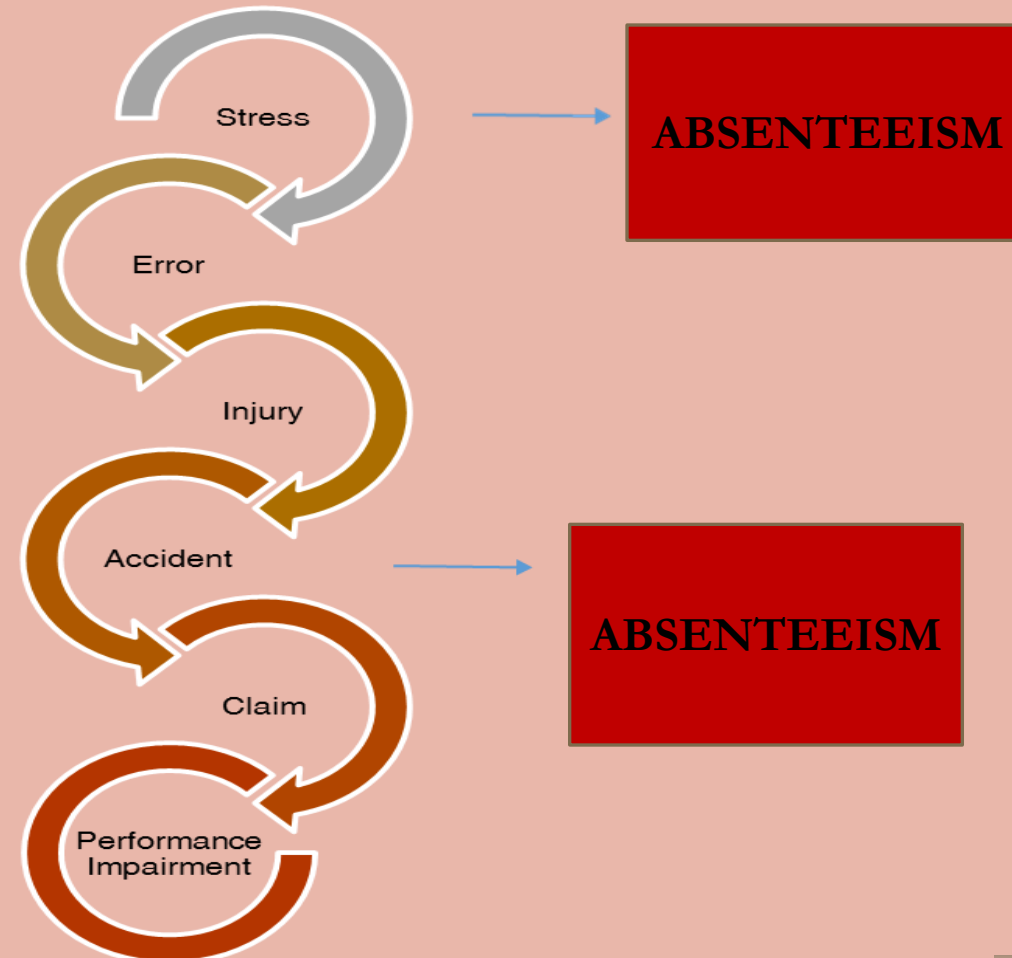 Stress
ABSENTEEISM
Error
Injury
Accident
ABSENTEEISM
Claim
Performance
Impairment